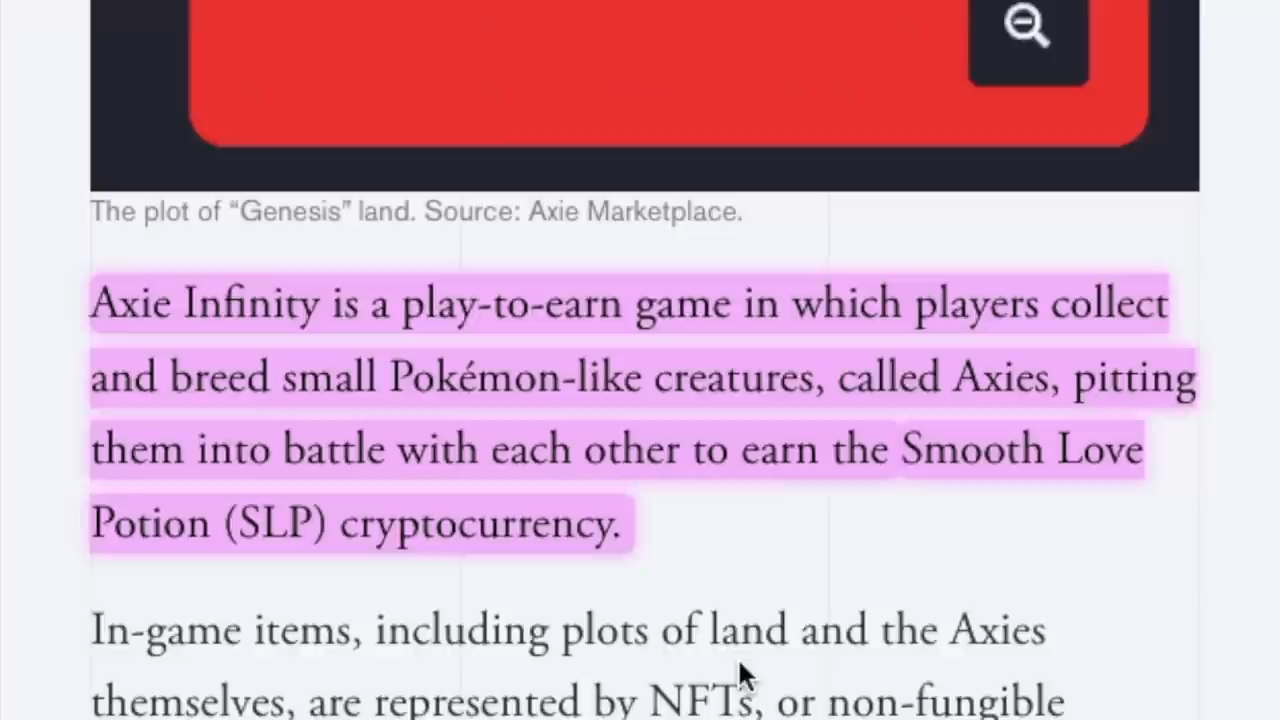 The plot of “Genesis” land. Source: Axie Marketplace.
Axie Infinity is a play-to-earn game in which players collect
and breed small Pokémon-like creatures, called Axies, pitting
them into battle with each other to earn the Smooth Love
Potion (SLP) cryptocurrency.
In-game items, including plots of land and the Axies
themselves, are represented by NFTs, or non-fungible